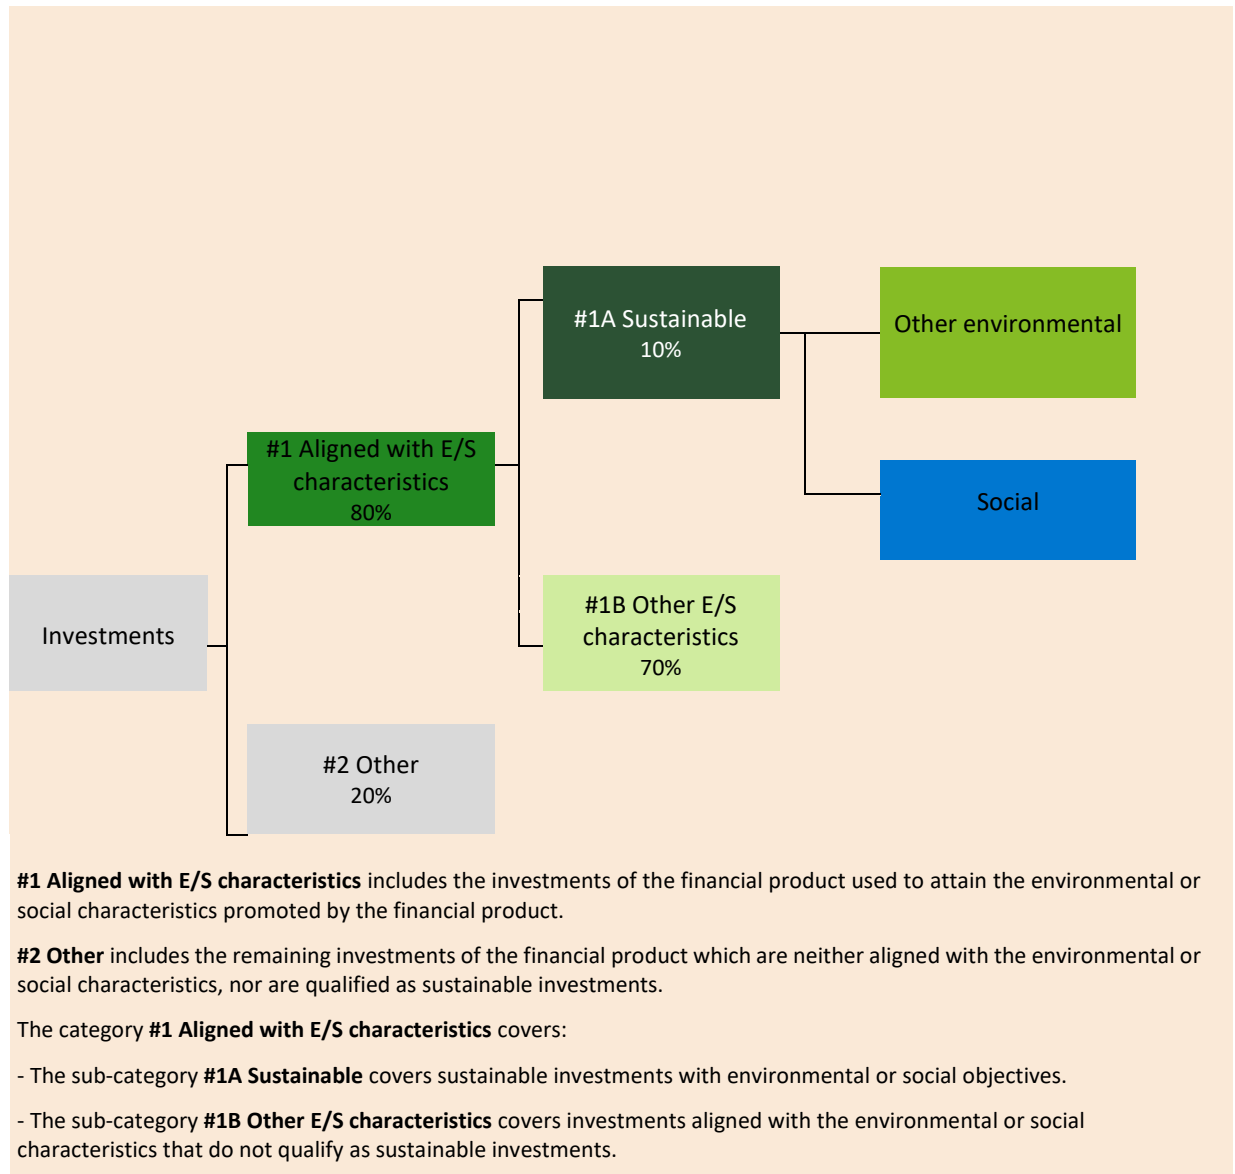 #1A Sustainable
10%
Other environmental
#1 Aligned with E/S
characteristics
80%
Social
Investments
#1B Other E/S
characteristics
70%
#2 Other
20%
#1 Aligned with E/S characteristics includes the investments of the financial product used to attain the environmental or
social characteristics promoted by the financial product.
#2 Other includes the remaining investments of the financial product which are neither aligned with the environmental or
social characteristics, nor are qualified as sustainable investments.
The category #1 Aligned with E/S characteristics covers:
- The sub-category #1A Sustainable covers sustainable investments with environmental or social objectives.
- The sub-category #1B Other E/S characteristics covers investments aligned with the environmental or social
characteristics that do not qualify as sustainable investments.